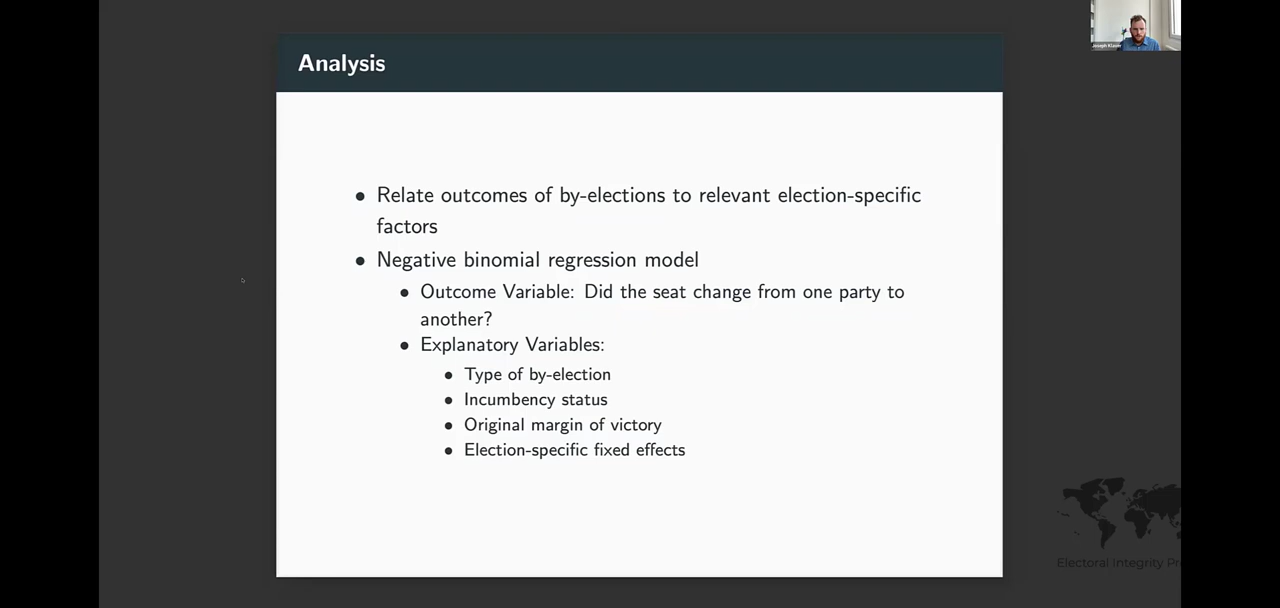 Analysis
• Relate outcomes of by-elections to relevant election-specific
factors
• Negative binomial regression model
• Outcome Variable: Did the seat change from one party to
another?
• Explanatory Variables:
• Type of by-election
• Incumbency status
• Original margin of victory
• Election-specific fixed effects
Electoral Integrity Pr